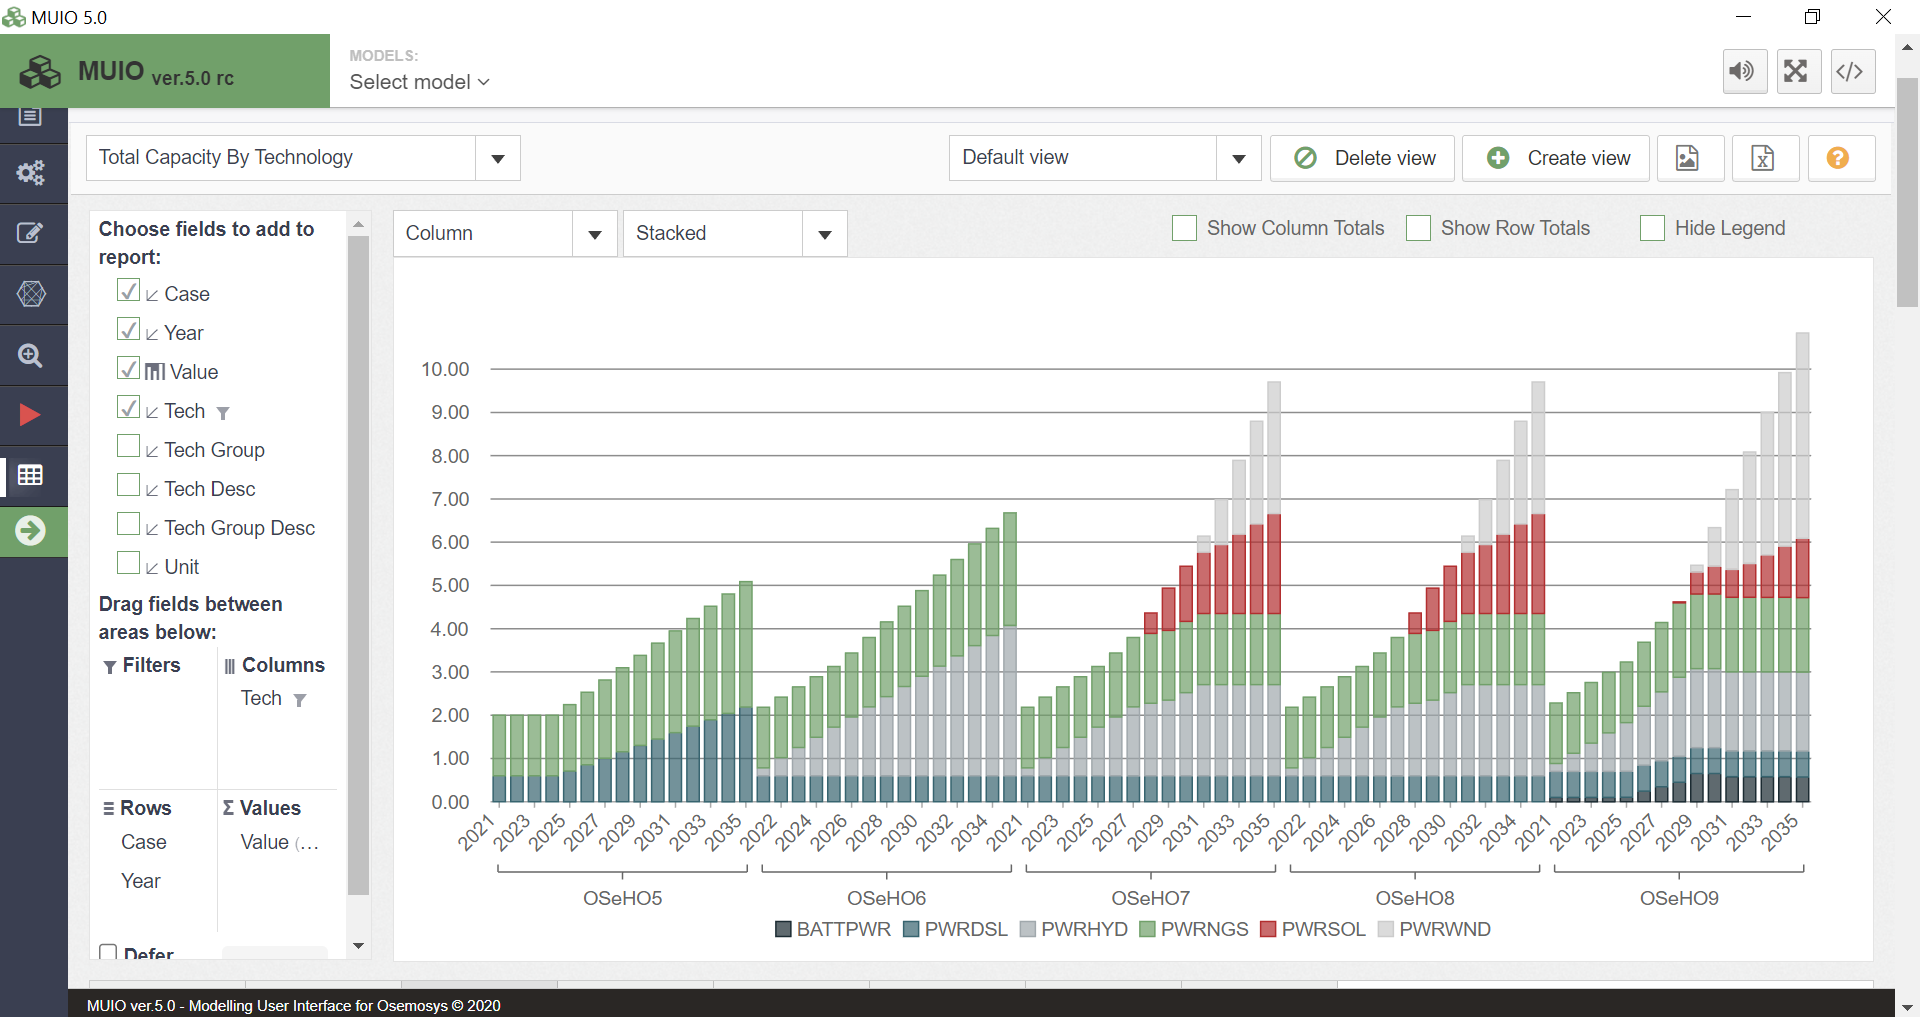 MUIO 5.0
MUIO ver.5.0 rc
MODELS:
Select model
Total Capacity By Technology
Default view
Delete view
Create view
Choose fields to add to
report:
Case
Year
Value
Tech
Tech Group
Tech Desc
Tech Group Desc
Unit
Drag fields between
areas below:
Filters
Columns
Tech
Rows
Σ Values
Case
Value (...
Year
Defer
Column
Stacked
Show Column Totals
Show Row Totals
Hide Legend
10.00
9.00
8.00
7.00
6.00
5.00
4.00
3.00
2.00
1.00
0.00
2021 2023 2025 2027 2029 2031 2033 2035 2022 2024 2026 2028 2030 2032 2034 2021 2023 2025 2027 2029 2031 2033 2035 2022 2024 2026 2028 2030 2032 2034 2021 2023 2025 2027 2029 2031 2033 2035
OSeHO5 OSeHO6 OSeHO7 OSeHO8 OSeHO9
BATTPWR PWRDSL PWRHYD PWRNGS PWRSOL PWRWND
MUIO ver.5.0 - Modelling User Interface for Osemosys © 2020